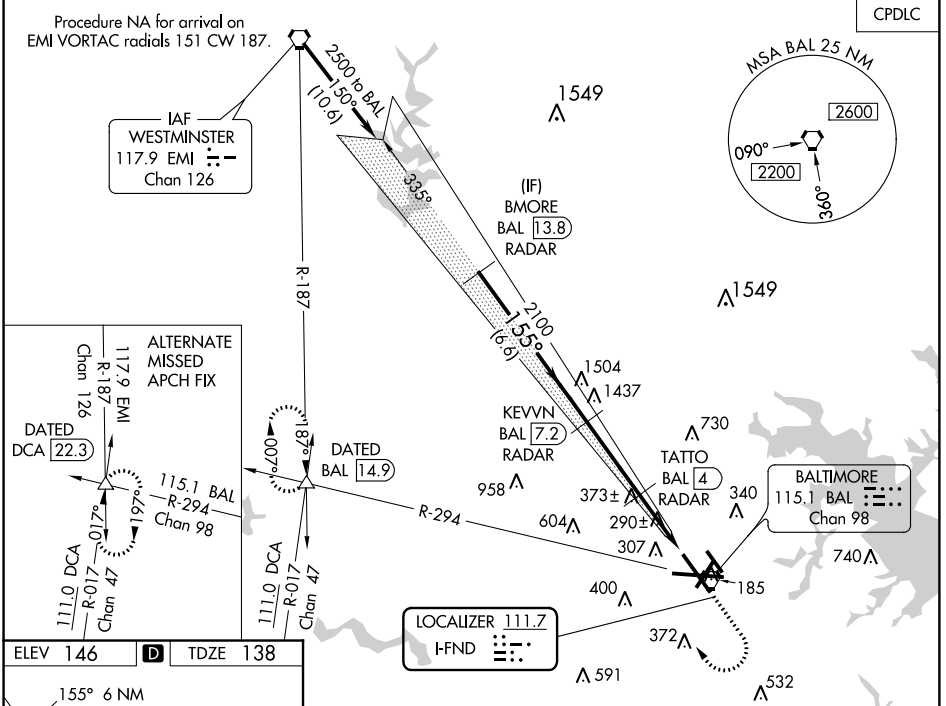 Procedure NA for arrival on
EMI VORTAC radials 151 CW 187.
CPDLC
IAF
WESTMINSTER
117.9 EMI
Chan 126
2500 to BAL
150°
(10.6)
335°
1549
MSA BAL 25 NM
2600
090°
2200
360°
(IF)
BMORE
BAL 13.8
RADAR
R-187
2100
155°
(6.6)
1549
1504
1437
KEVVN
BAL 7.2
RADAR
730
TATTO
BAL 4
RADAR
ALTERNATE
MISSED
APCH FIX
117.9 EMI
R-187
Chan 126
DATED
DCA 22.3
017°
197°
115.1 BAL
R-294
Chan 98
111.0 DCA
R-017
Chan 47
007°
187°
DATED
BAL 14.9
R-294
111.0 DCA
R-017
Chan 47
958
373±
604
290±
307
340
BALTIMORE
115.1 BAL
Chan 98
740
185
400
LOCALIZER 111.7
I-FND
372
591
532
ELEV 146
D
TDZE 138
155° 6 NM